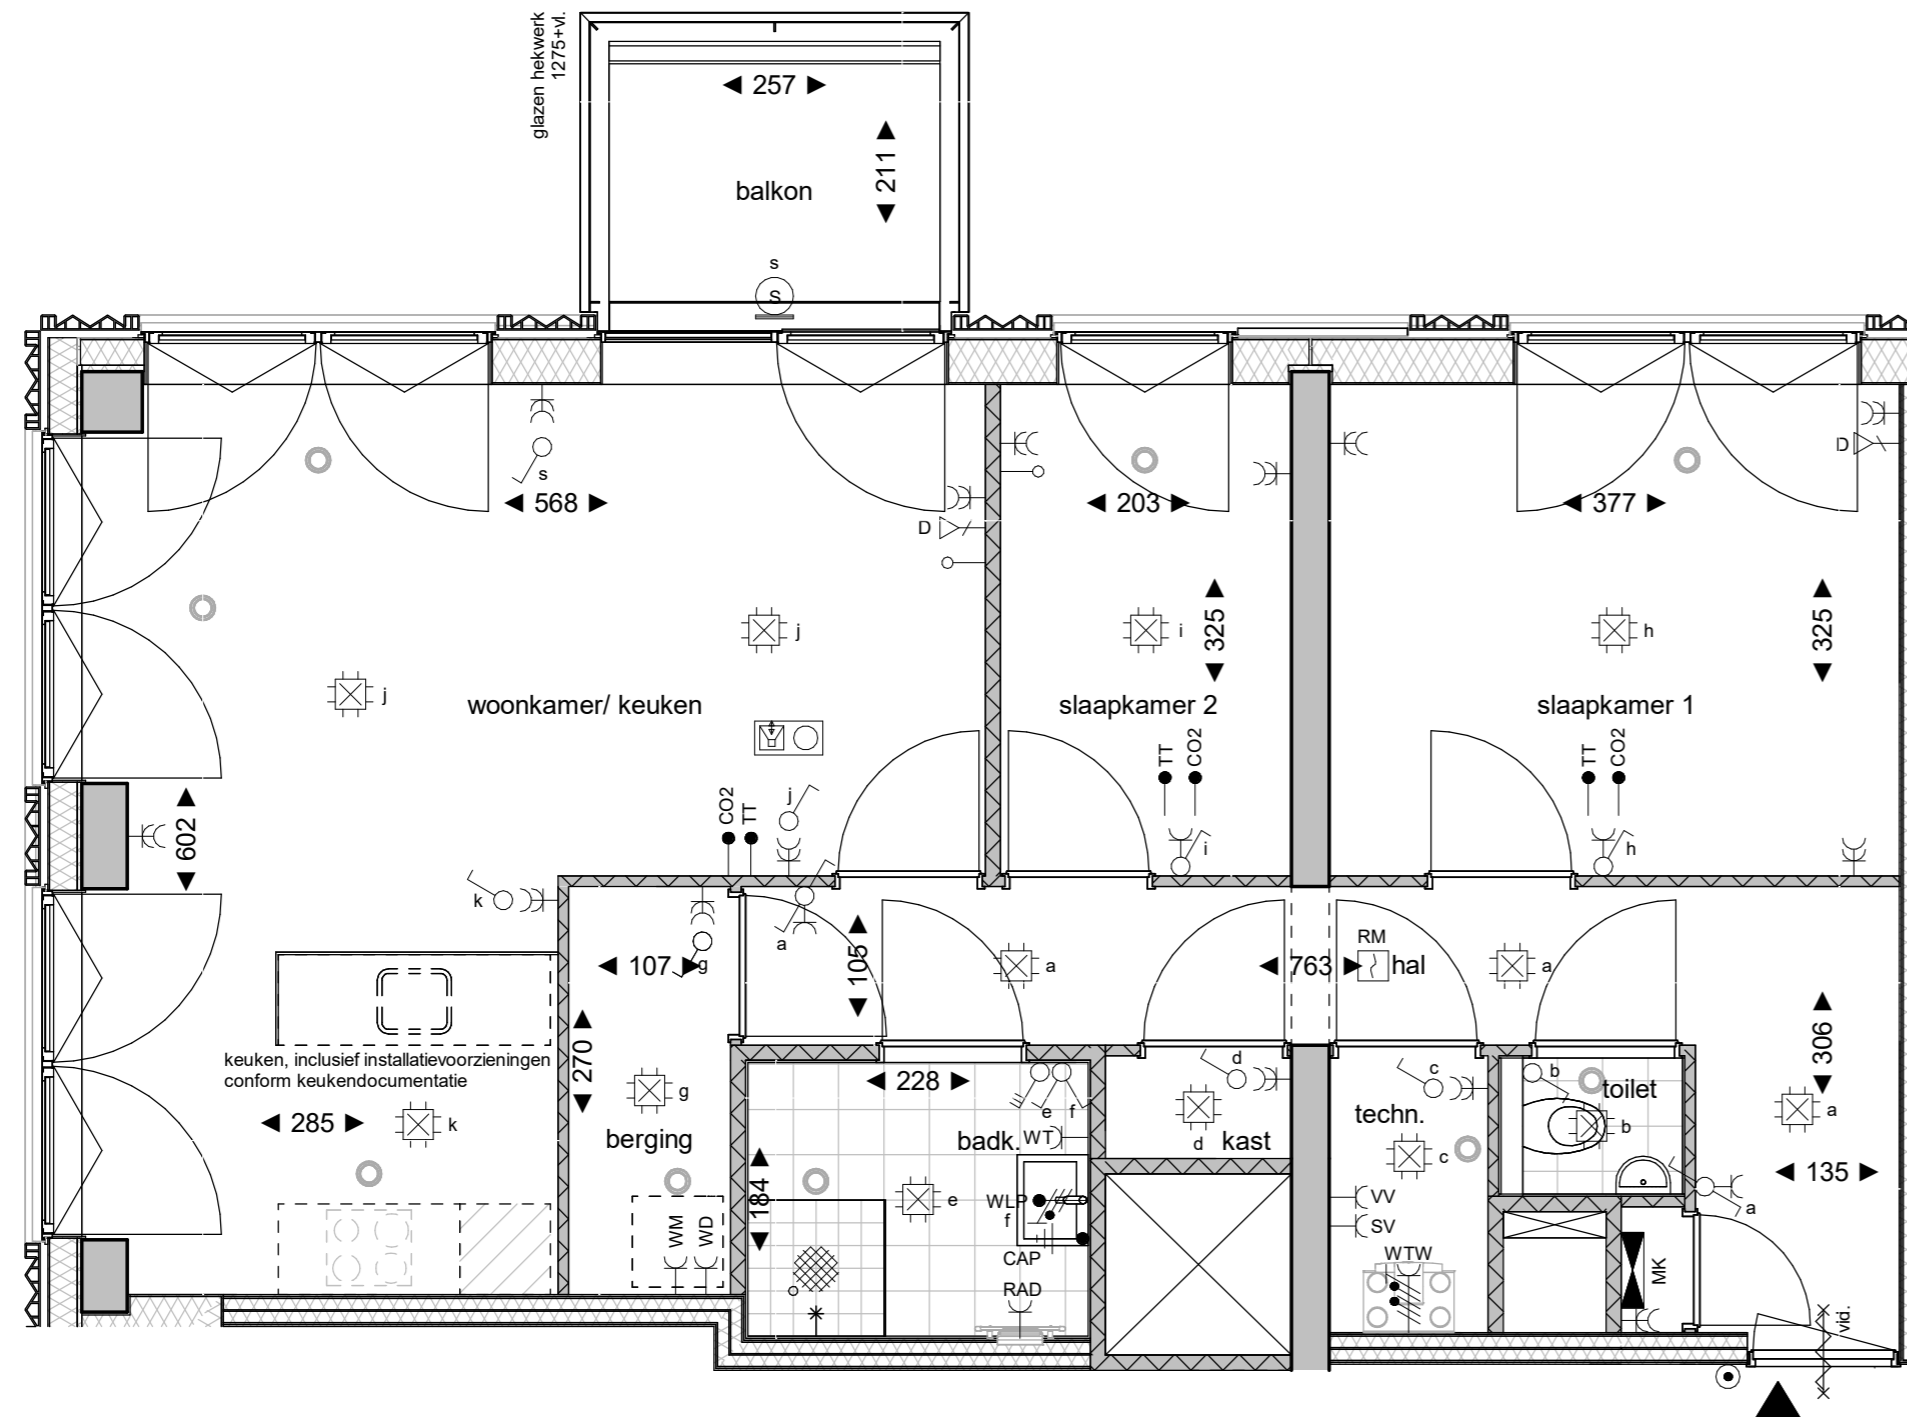 glazen hekwerk
1275+vl.
257
211
balkon
s
S
s
568
203
377
D
D
325
325
j
i
h
j
woonkamer/ keuken
slaapkamer 2
slaapkamer 1
TT
CO2
TT
CO2
CO2
TT
j
602
i
h
k
a
g
107
105
a
763
RM
hal
a
keuken, inclusief installatievoorzieningen
conform keukendocumentatie
270
306
228
d
c
b
toilet
285
k
g
e
f
techn.
a
berging
badk.
WT
d
kast
b
c
184
e
WLP
f
135
VV
SV
a
WM
WD
CAP
WTW
MK
RAD
vid.